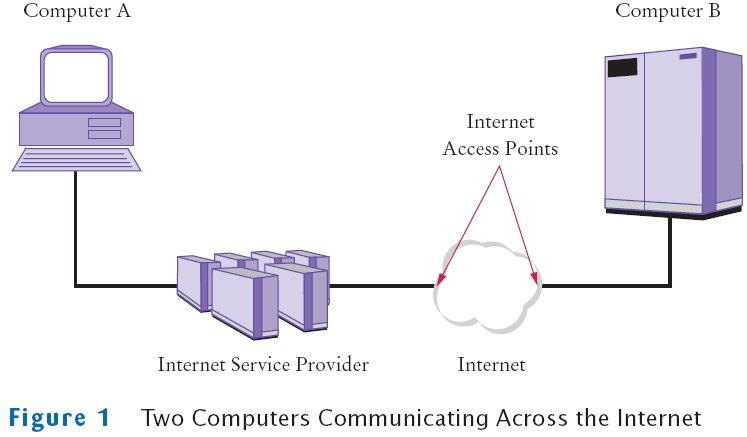 Computer A
Computer B
Internet
Access Points
Internet Service Provider
Internet
Figure 1 Two Computers Communicating Across the Internet